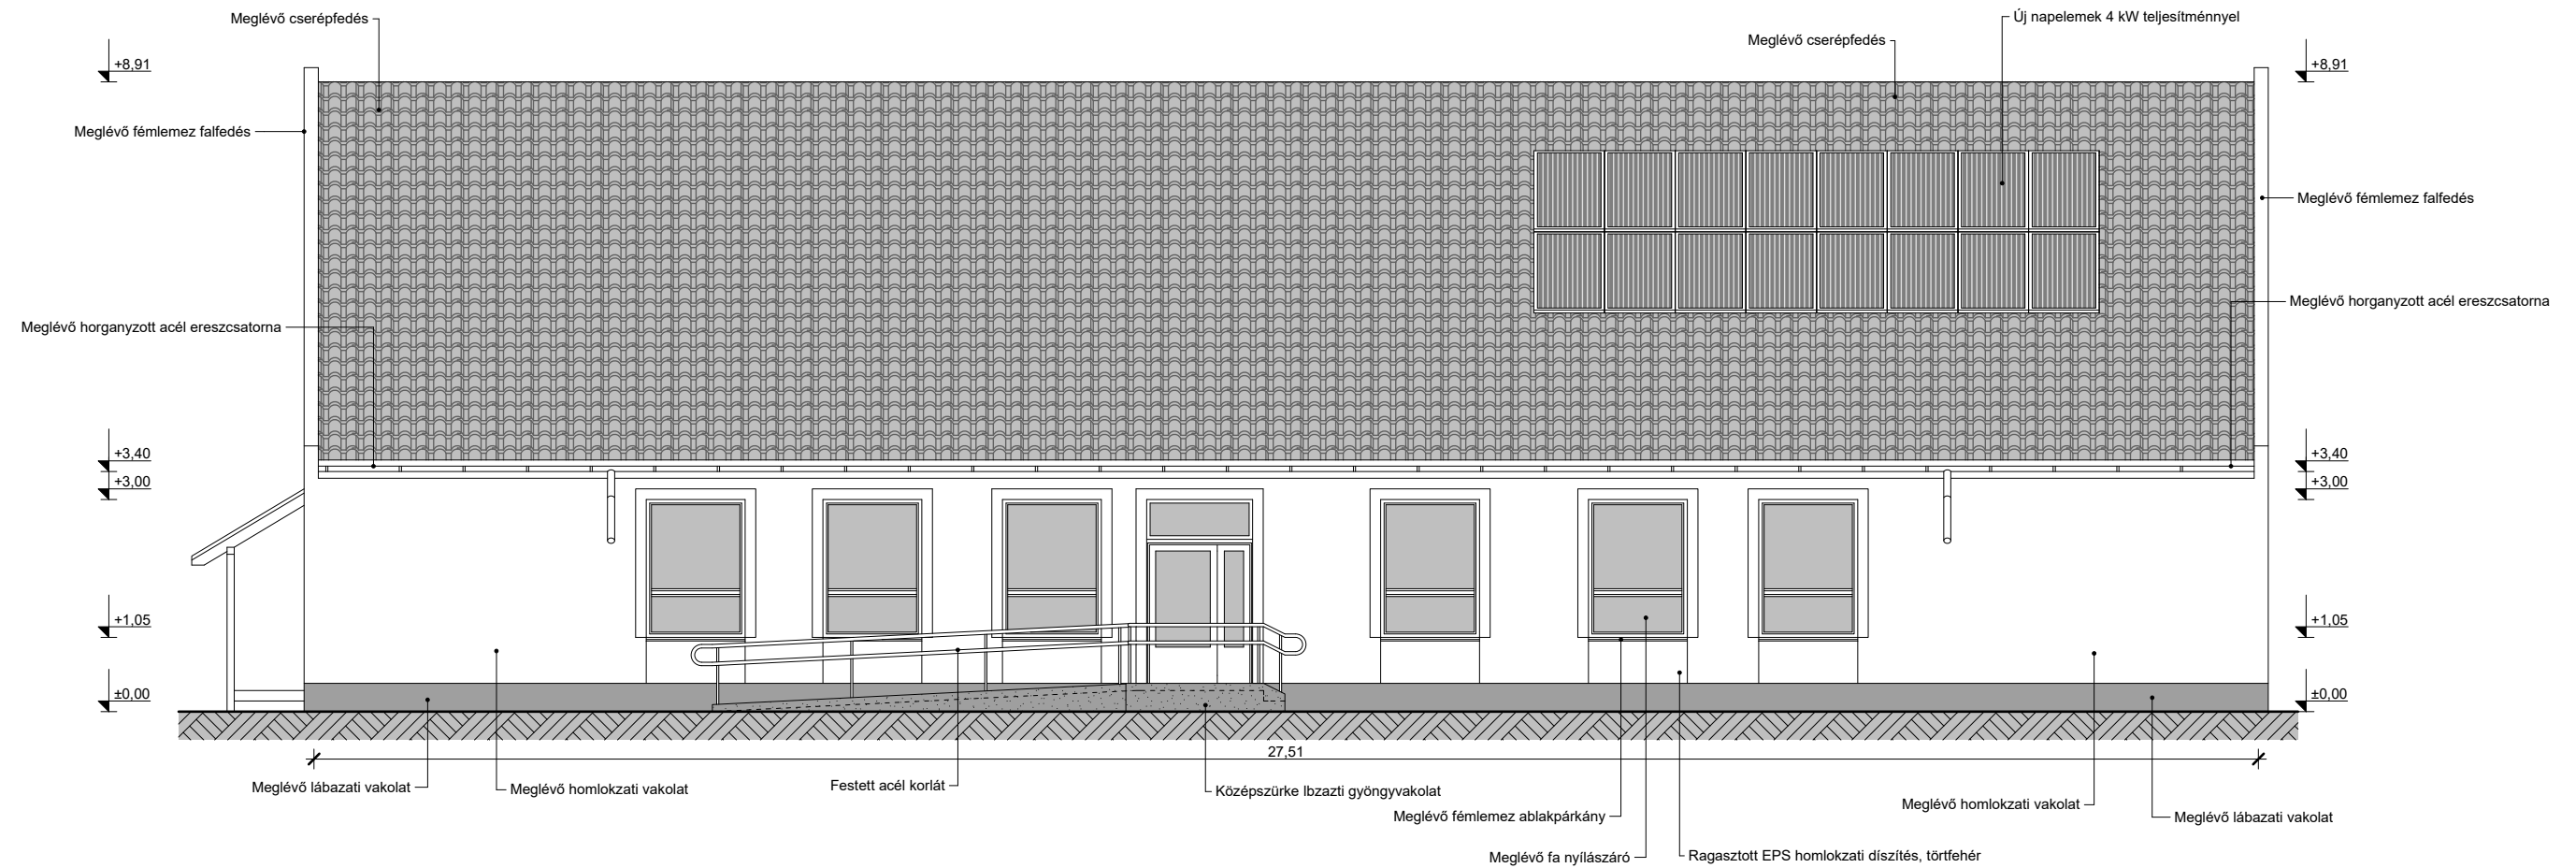 Új napelemek 4 kW teljesítménnyel
Meglévő cserépfedés
Meglévő cserépfedés
+8,91
+8,91
Meglévő fémlemez falfedés
Meglévő fémlemez falfedés
Meglévő horganyzott acél ereszcsatorna
Meglévő horganyzott acél ereszcsatorna
+3,40
+3,40
+3,00
+3,00
+1,05
+1,05
±0,00
±0,00
27,51
Meglévő lábazati vakolat
Meglévő homlokzati vakolat
Festett acél korlát
Középszürke lbzazti gyöngyvakolat
Meglévő fémlemez ablakpárkány
Meglévő homlokzati vakolat
Meglévő lábazati vakolat
Meglévő fa nyílászáró
Ragasztott EPS homlokzati díszítés, törtfehér